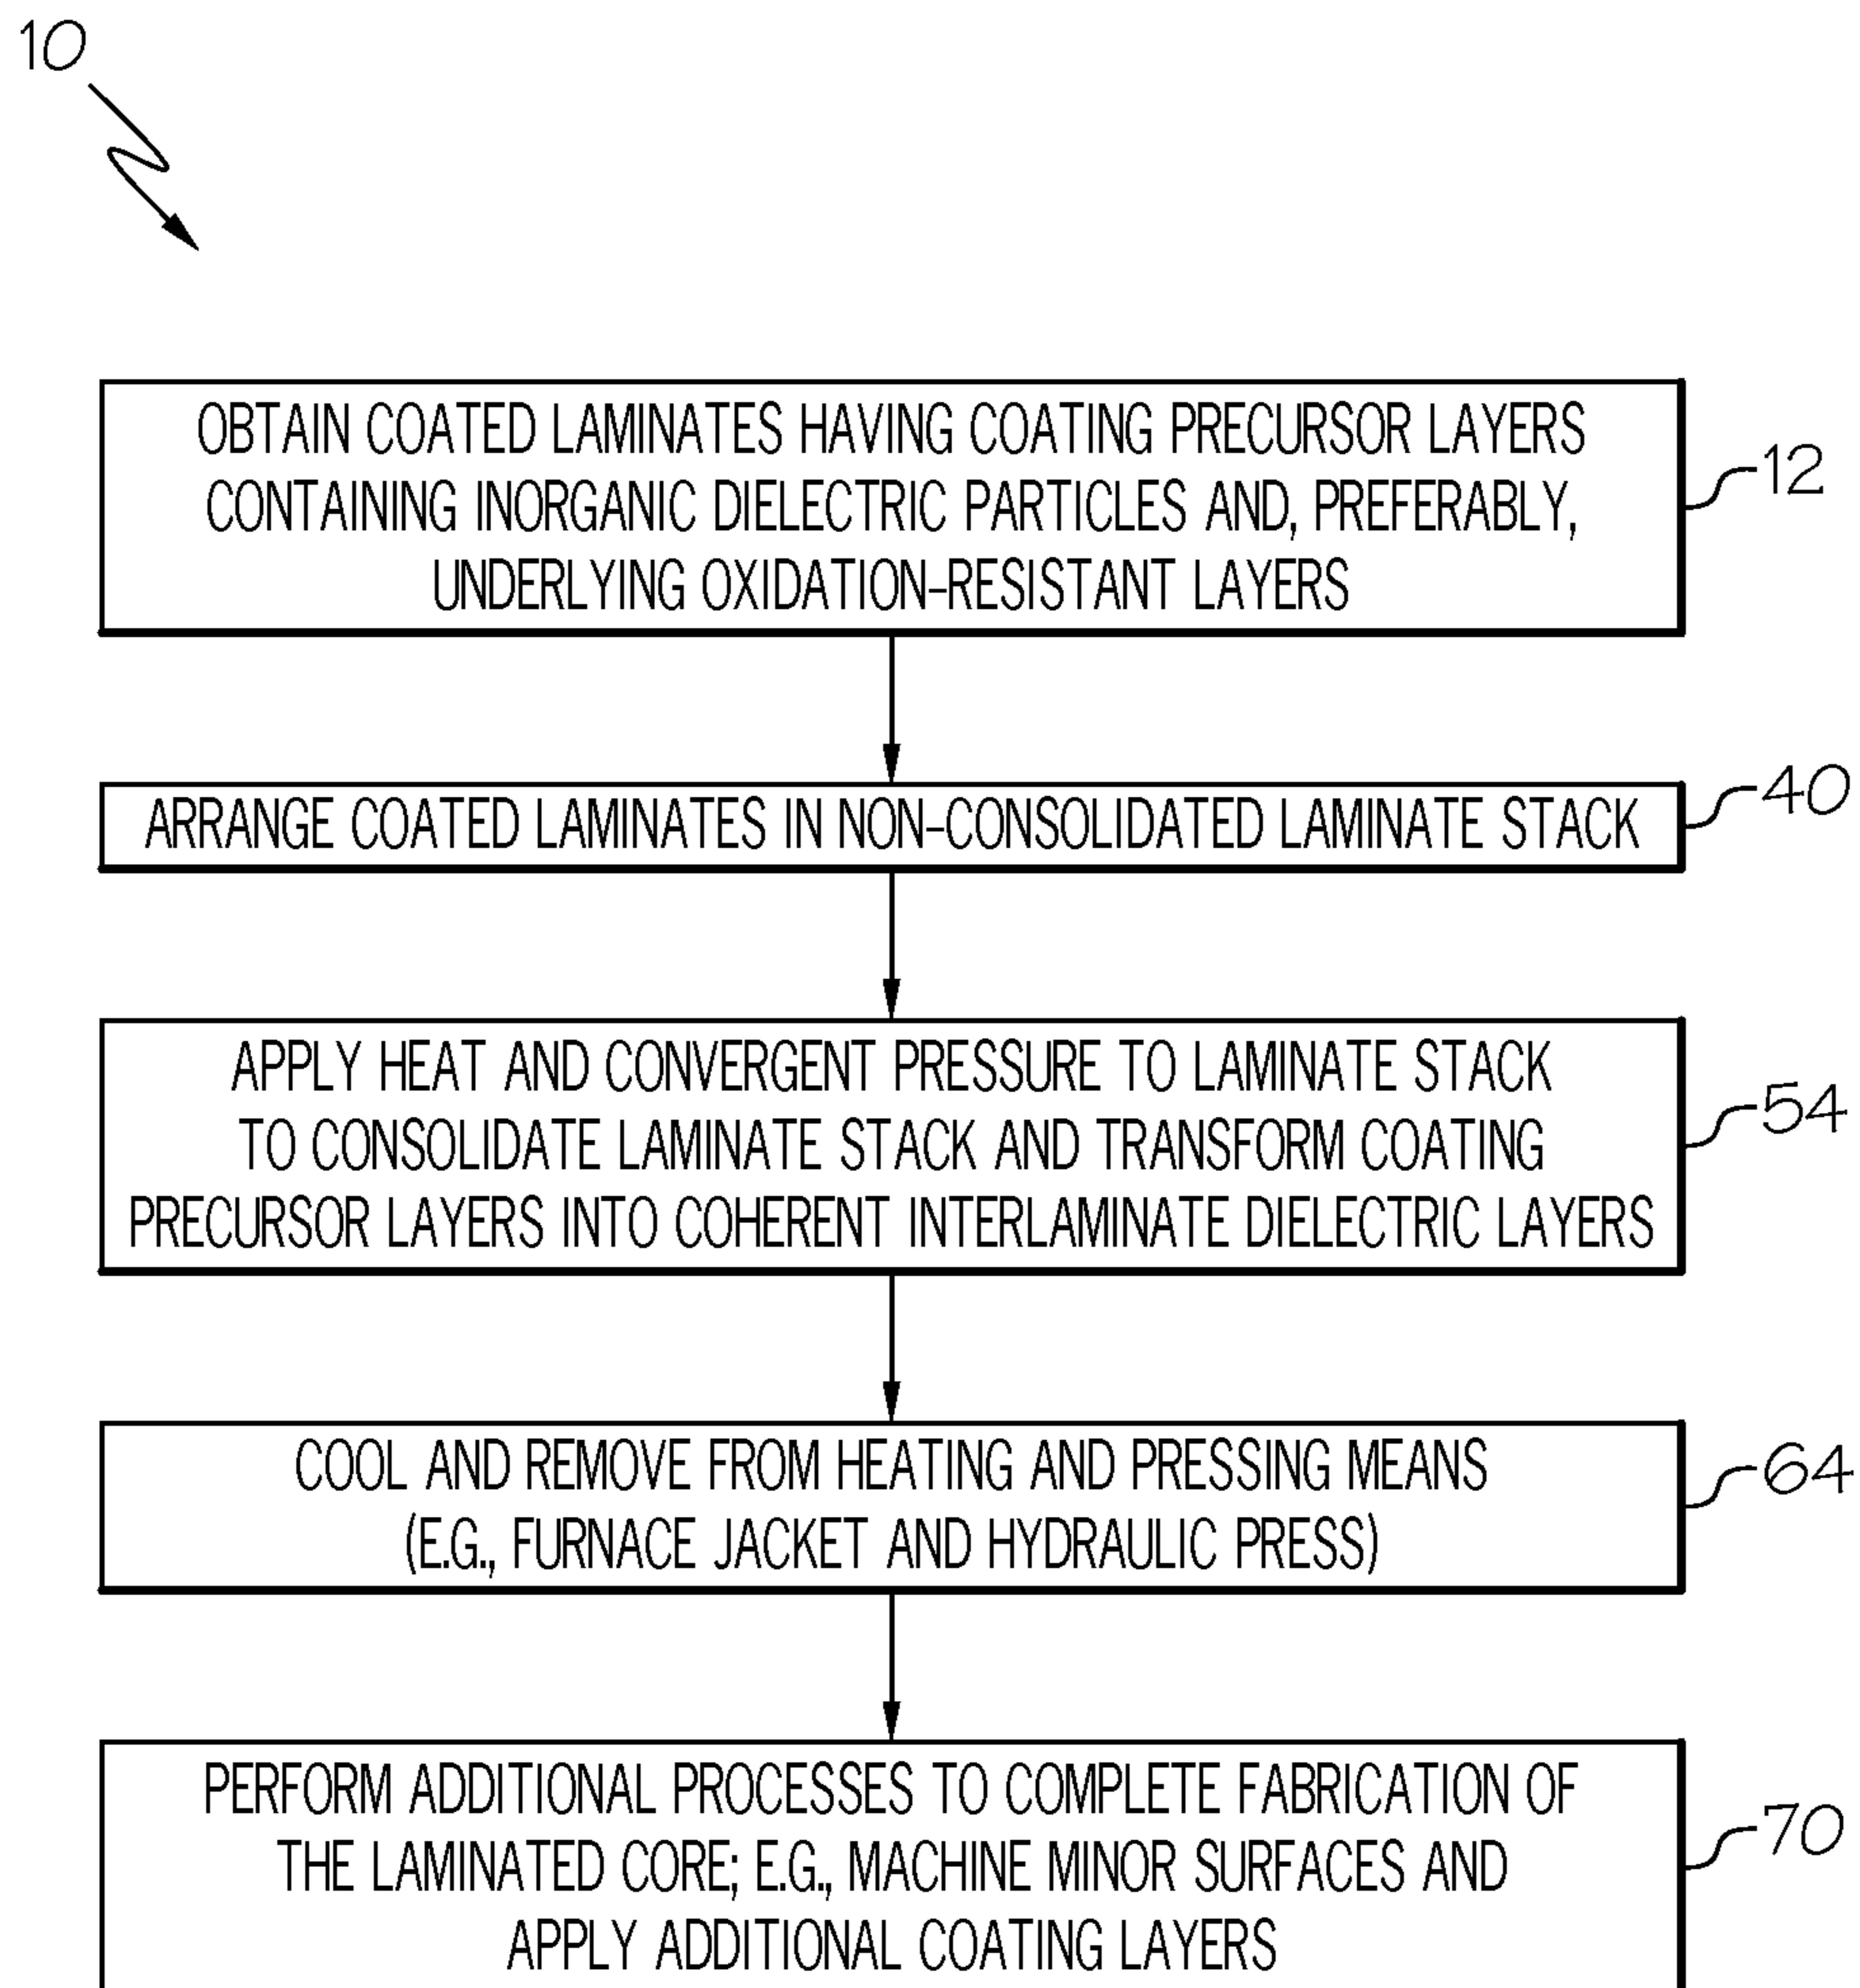 10
OBTAIN COATED LAMINATES HAVING COATING PRECURSOR LAYERS
CONTAINING INORGANIC DIELECTRIC PARTICLES AND, PREFERABLY,
UNDERLYING OXIDATION-RESISTANT LAYERS
12
ARRANGE COATED LAMINATES IN NON-CONSOLIDATED LAMINATE STACK
40
APPLY HEAT AND CONVERGENT PRESSURE TO LAMINATE STACK
TO CONSOLIDATE LAMINATE STACK AND TRANSFORM COATING
PRECURSOR LAYERS INTO COHERENT INTERLAMINATE DIELECTRIC LAYERS
54
COOL AND REMOVE FROM HEATING AND PRESSING MEANS
(E.G., FURNACE JACKET AND HYDRAULIC PRESS)
64
PERFORM ADDITIONAL PROCESSES TO COMPLETE FABRICATION OF
THE LAMINATED CORE; E.G., MACHINE MINOR SURFACES AND
APPLY ADDITIONAL COATING LAYERS
70